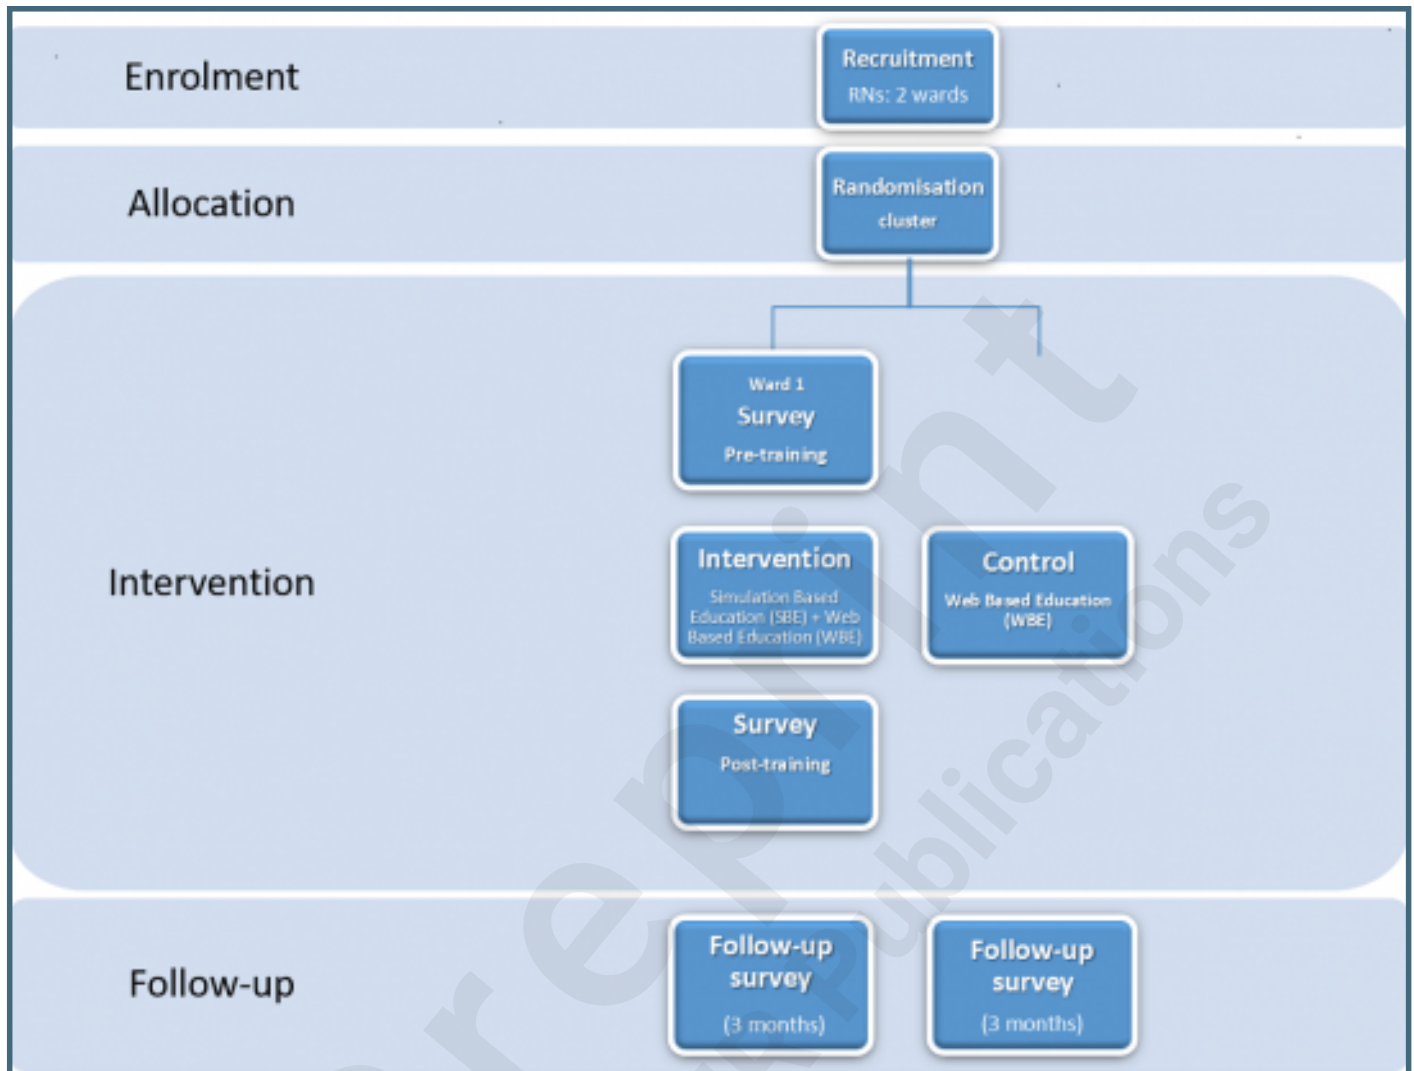 Enrolment
Recruitment
RNs: 2 wards
Allocation
Randomisation
cluster
Intervention
Ward 1
Survey
Pre-training
Intervention
Simulation Based
Education (SBE) + Web
Based Education (WBE)
Control
Web Based Education
(WBE)
Survey
Post-training
Follow-up
Follow-up
survey
(3 months)
Follow-up
survey
(3 months)
reprint
Publications